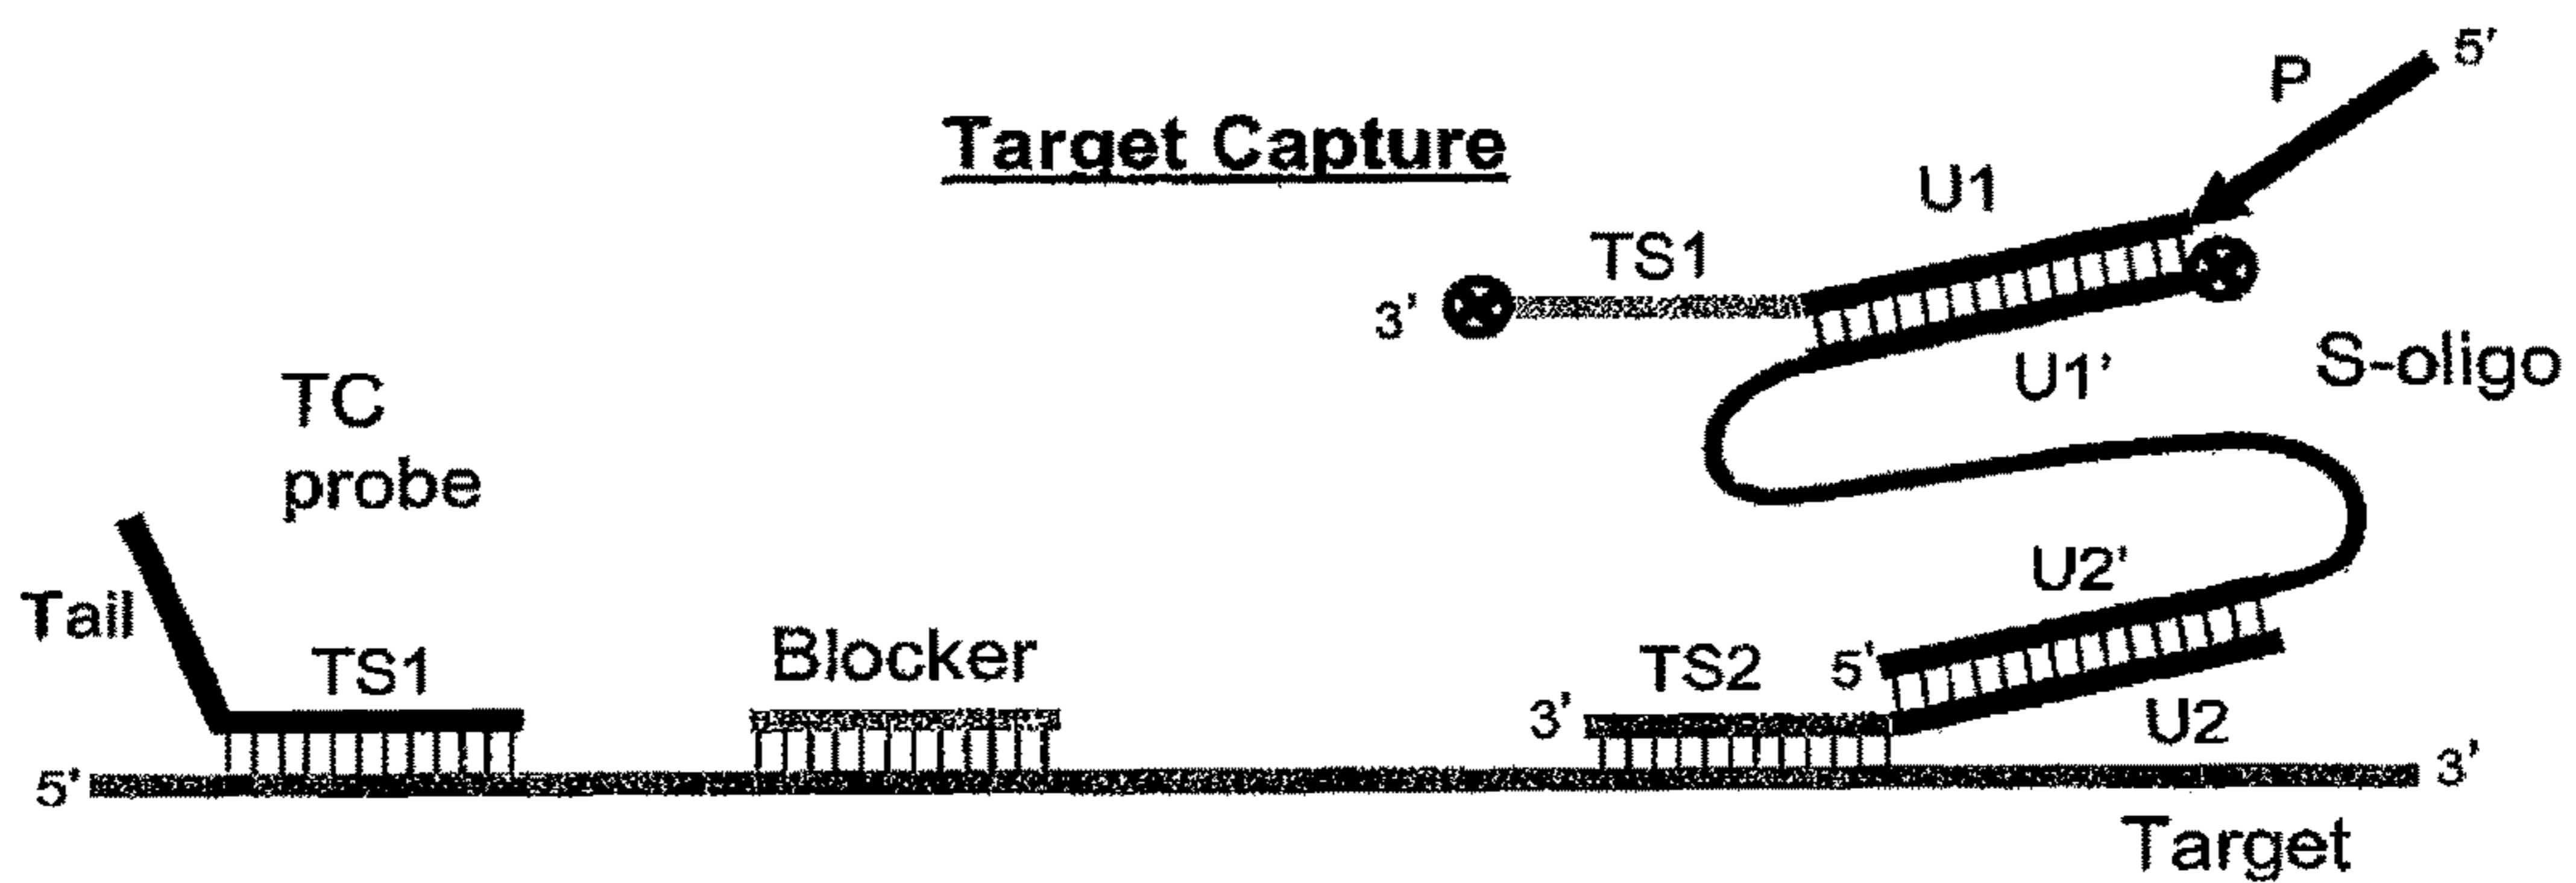 Target Capture
P
5'
U1
TS1
3'
U1'
S-oligo
TC
probe
U2'
Tail
TS1
Blocker
TS2
5'
3'
U2
5'
3'
Target